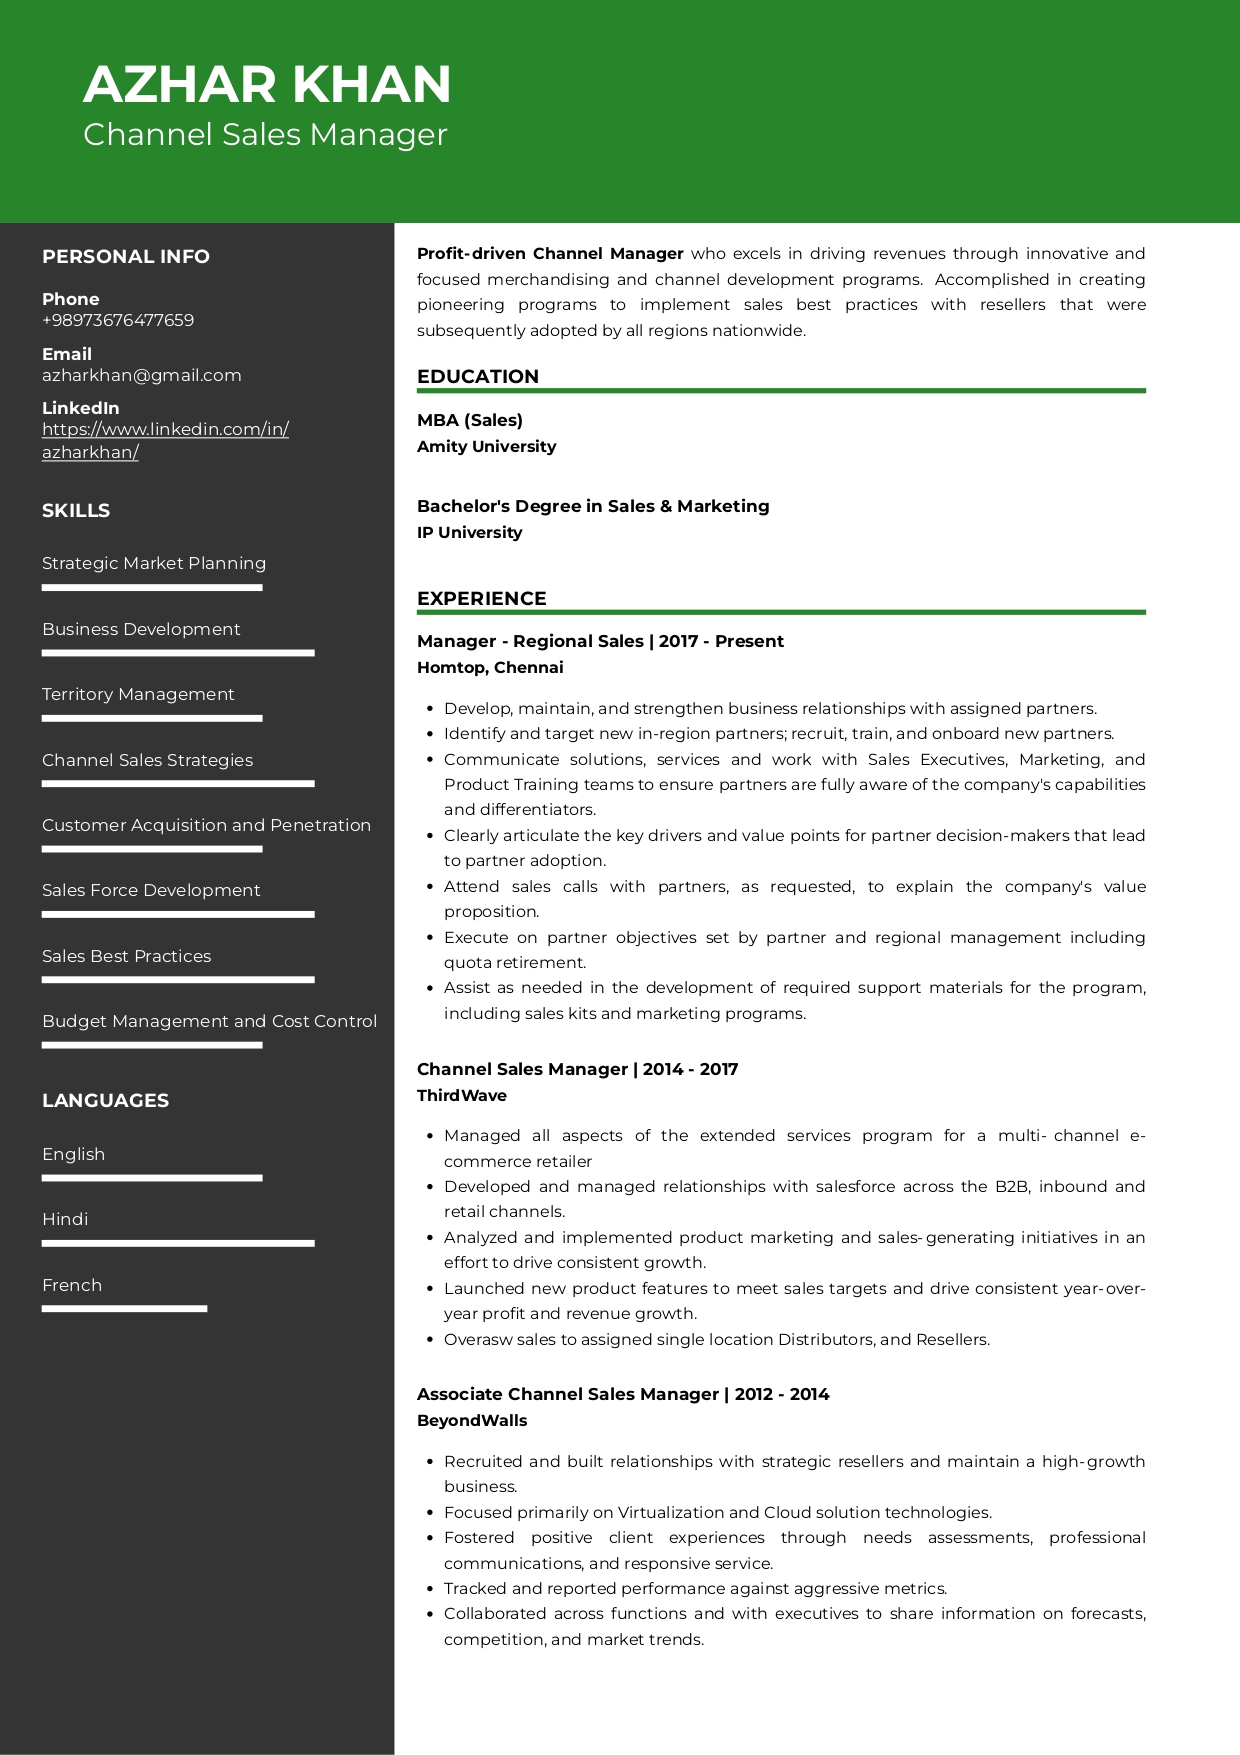 AZHAR KHAN
Channel Sales Manager
PERSONAL INFO
Phone
+98973676477659
Email
azharkhan@gmail.com
LinkedIn
https://www.linkedin.com/in/
azharkhan/
SKILLS
Strategic Market Planning
Business Development
Territory Management
Channel Sales Strategies
Customer Acquisition and Penetration
Sales Force Development
Sales Best Practices
Budget Management and Cost Control
LANGUAGES
English
Hindi
French
Profit-driven Channel Manager who excels in driving revenues through innovative and
focused merchandising and channel development programs. Accomplished in creating
pioneering programs to implement sales best practices with resellers that were
subsequently adopted by all regions nationwide.
EDUCATION
MBA (Sales)
Amity University
Bachelor's Degree in Sales & Marketing
IP University
EXPERIENCE
Manager - Regional Sales | 2017 - Present
Homtop, Chennai
• Develop, maintain, and strengthen business relationships with assigned partners.
• Identify and target new in-region partners; recruit, train, and onboard new partners.
• Communicate solutions, services and work with Sales Executives, Marketing, and
Product Training teams to ensure partners are fully aware of the company's capabilities
and differentiators.
• Clearly articulate the key drivers and value points for partner decision-makers that lead
to partner adoption.
• Attend sales calls with partners, as requested, to explain the company's value
proposition.
• Execute on partner objectives set by partner and regional management including
quota retirement.
• Assist as needed in the development of required support materials for the program,
including sales kits and marketing programs.
Channel Sales Manager | 2014 - 2017
ThirdWave
• Managed all aspects of the extended services program for a multi- channel e-
commerce retailer
• Developed and managed relationships with salesforce across the B2B, inbound and
retail channels.
• Analyzed and implemented product marketing and sales-generating initiatives in an
effort to drive consistent growth.
• Launched new product features to meet sales targets and drive consistent year-over-
year profit and revenue growth.
• Overasw sales to assigned single location Distributors, and Resellers.
Associate Channel Sales Manager | 2012 - 2014
BeyondWalls
• Recruited and built relationships with strategic resellers and maintain a high-growth
business.
• Focused primarily on Virtualization and Cloud solution technologies.
• Fostered positive client experiences through needs assessments, professional
communications, and responsive service.
• Tracked and reported performance against aggressive metrics.
• Collaborated across functions and with executives to share information on forecasts,
competition, and market trends.